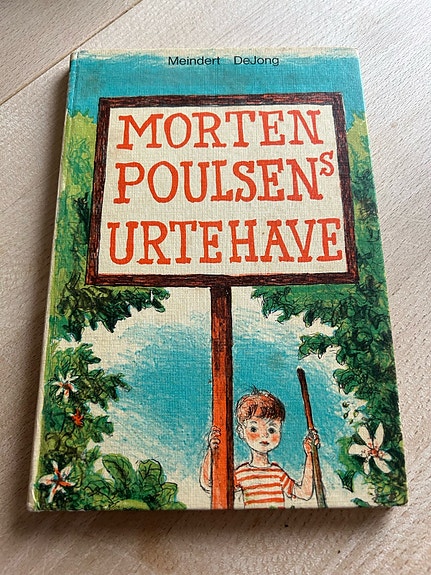 Meindert DeJong
MORTEN
POULSENS
URTEHAVE